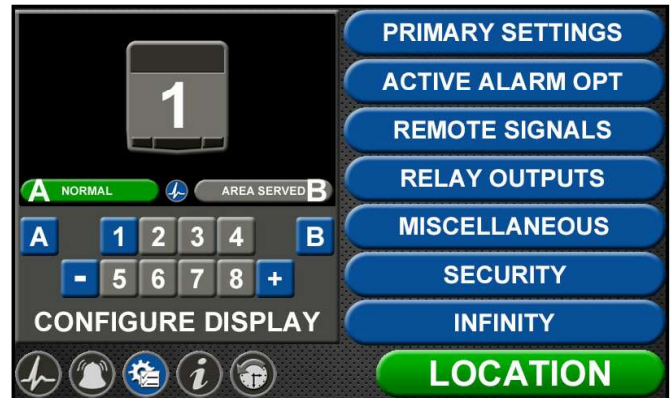 1
A NORMAL
AREA SERVED B
A 1 2 3 4 B
- 5 6 7 8 +
CONFIGURE DISPLAY
i
PRIMARY SETTINGS
ACTIVE ALARM OPT
REMOTE SIGNALS
RELAY OUTPUTS
MISCELLANEOUS
SECURITY
INFINITY
LOCATION